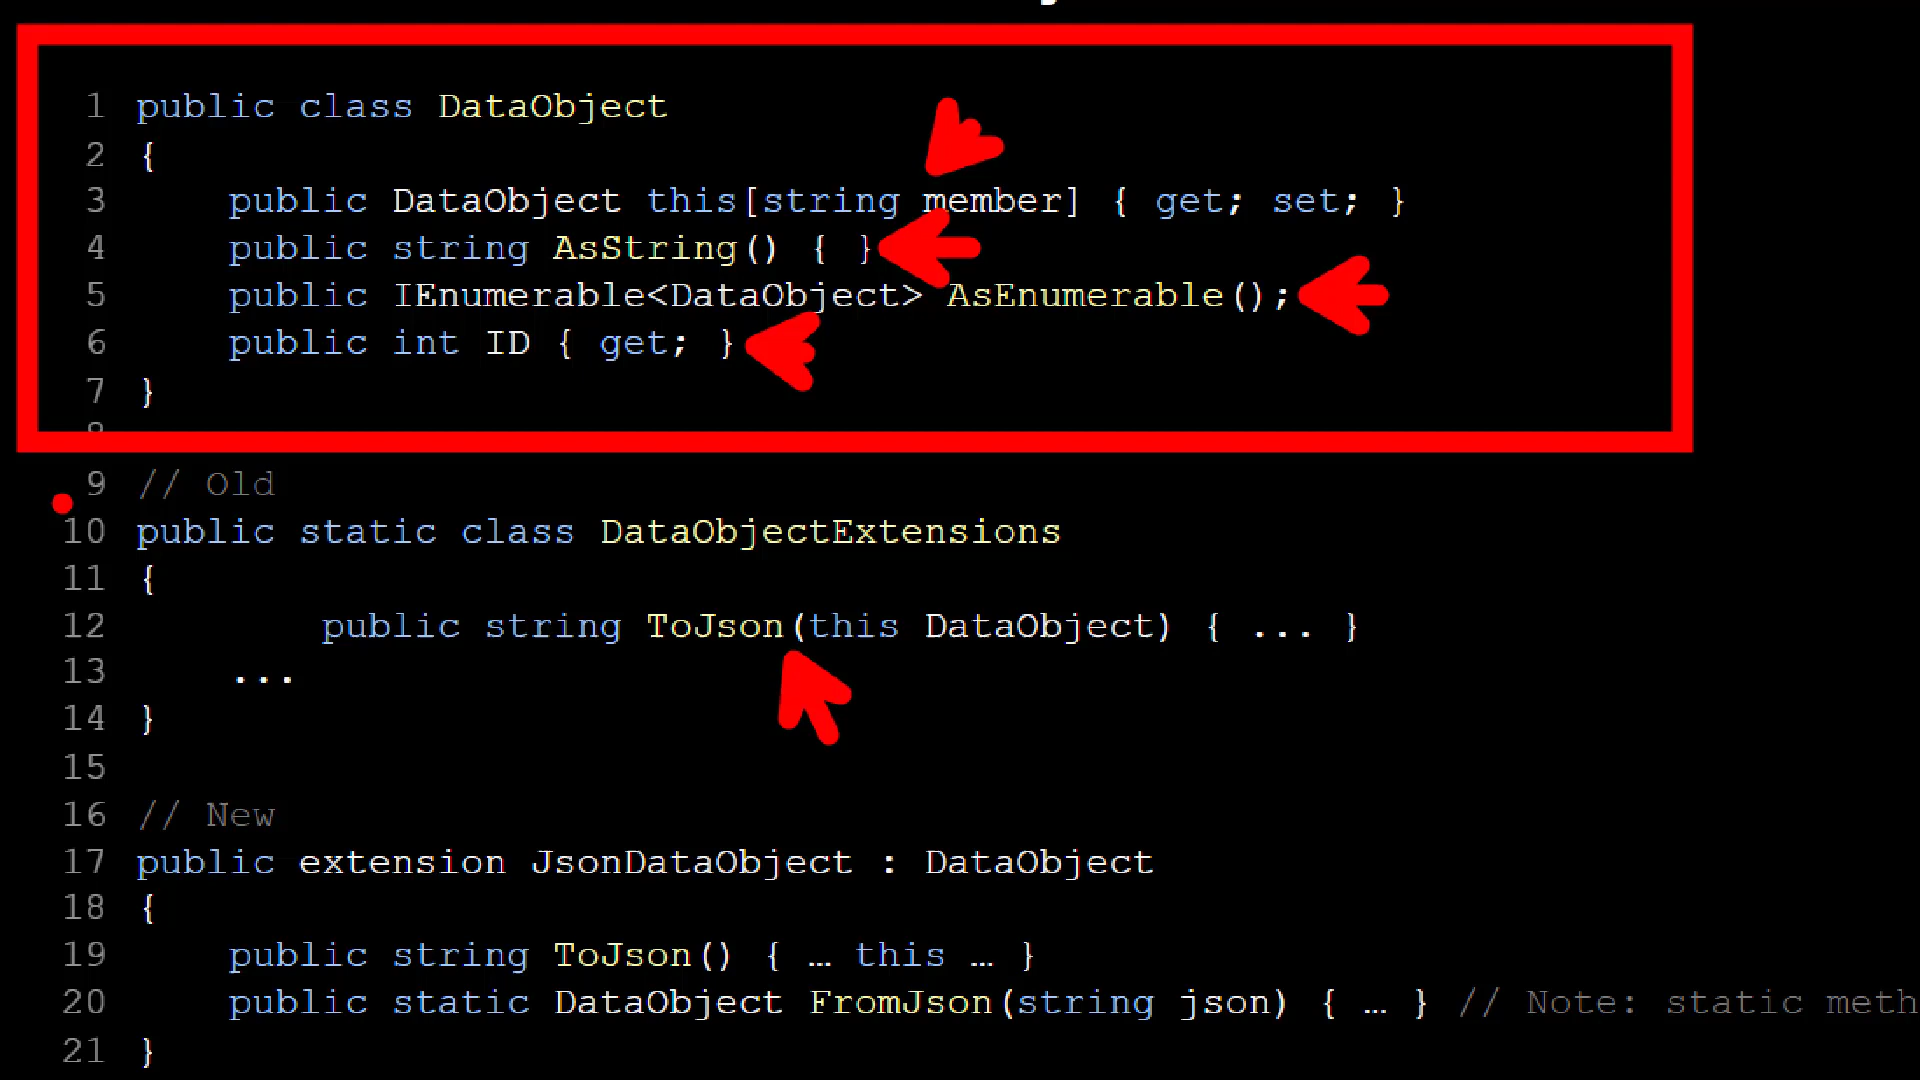 1 public class DataObject
2 {
3 public DataObject this[string member] { get; set; }
4 public string AsString() { }
5 public IEnumerable<DataObject> AsEnumerable();
6 public int ID { get; }
7 }
9 // Old
10 public static class DataObjectExtensions
11 {
12 public string ToJson(this DataObject) { ... }
13 ...
14 }
15
16 // New
17 public extension JsonDataObject : DataObject
18 {
19 public string ToJson() { … this … }
20 public static DataObject FromJson(string json) { … } // Note: static meth
21 }